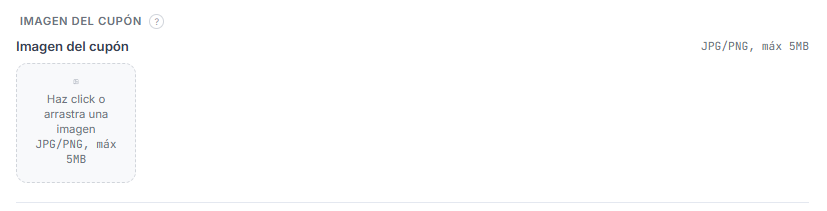 IMAGEN DEL CUPÓN ?
Imagen del cupón JPG/PNG, máx 5MB
Haz click o
arrastra una
imagen
JPG/PNG, máx
5MB